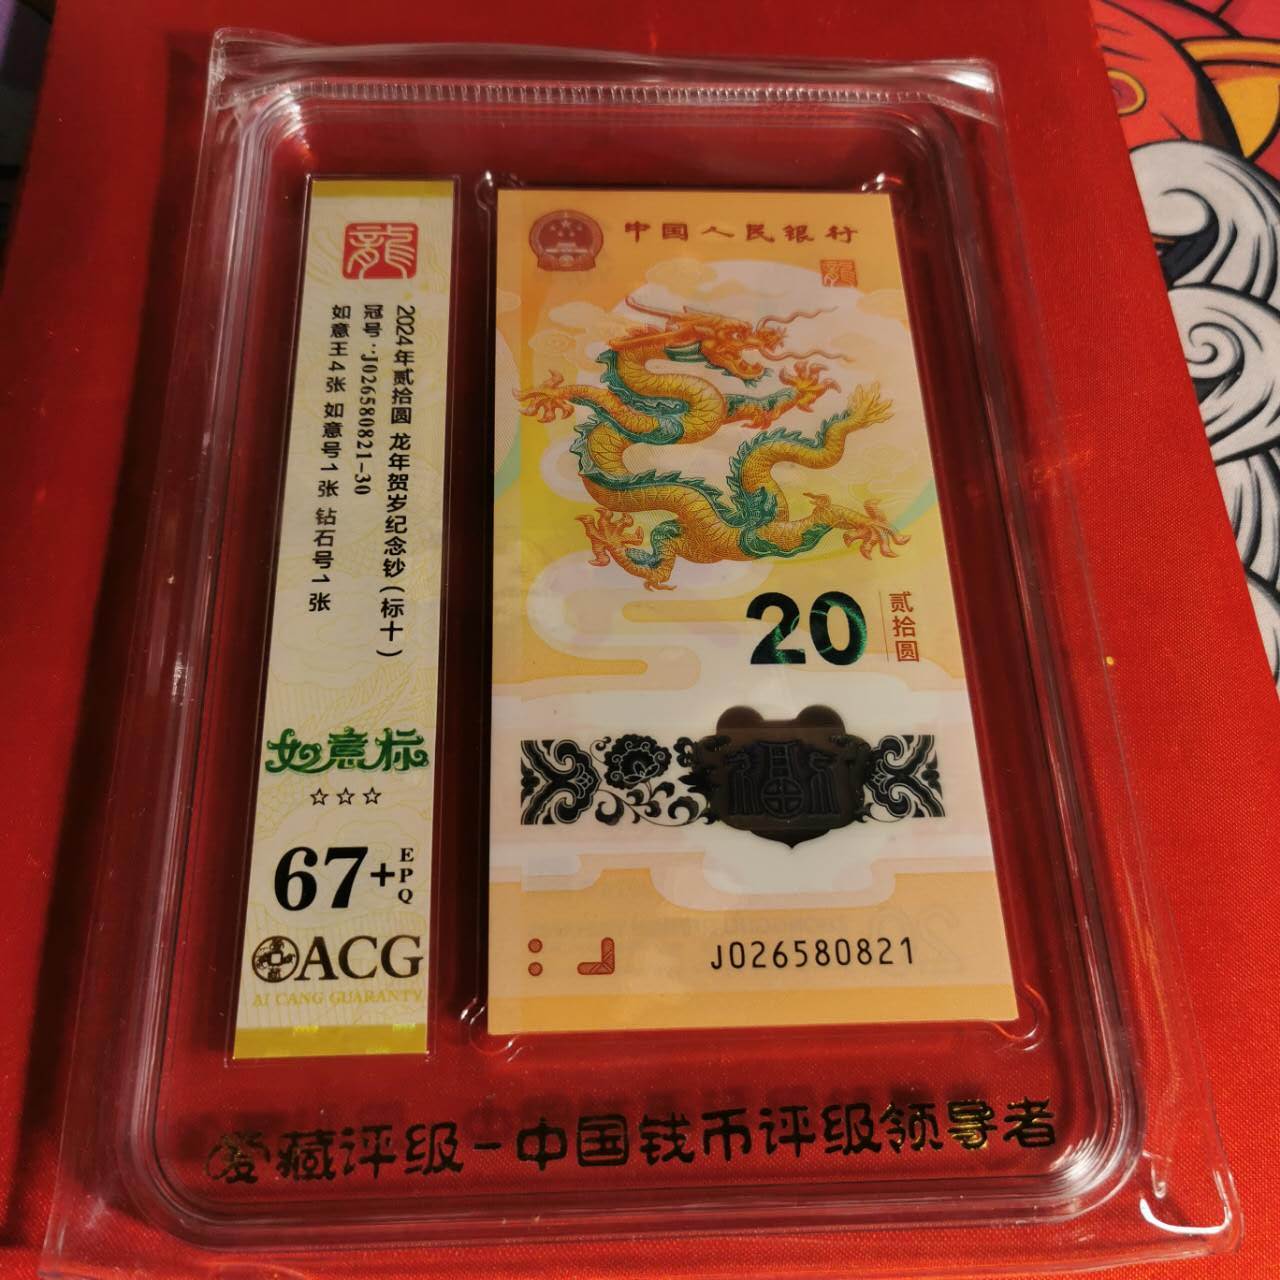 龍
2024年贰拾圆 龙年贺岁纪念钞(标十)
冠号:J026580821-30
如意王4张 如意号1张 钻石号1张
如意标
☆☆☆
67+EPQ
ACG
AI CANG GUARANTY
中国人民银行
龍
20
贰拾圆
J026580821
爱藏评级-中国钱币评级领导者